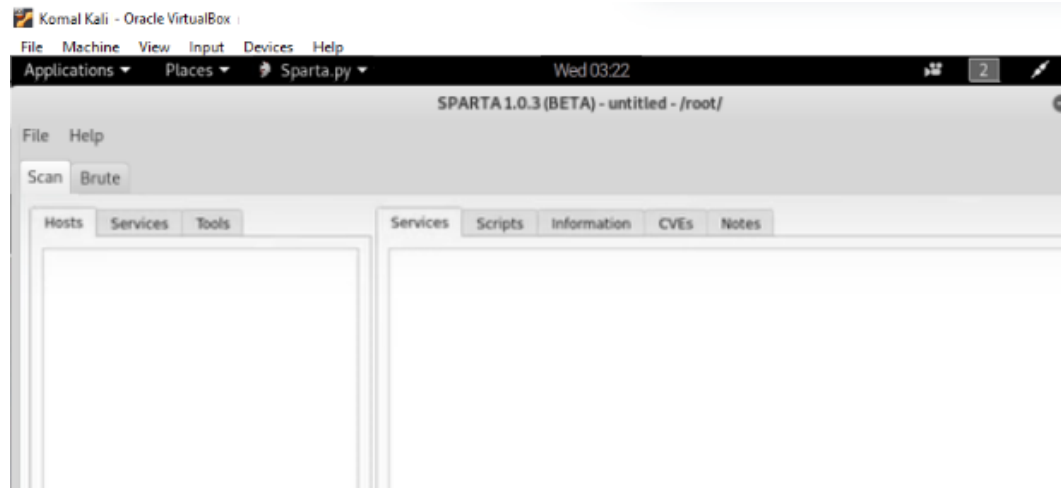 Komal Kali - Oracle VirtualBox
File Machine View Input Devices Help
Applications Places Sparta.py Wed 03:22 2
SPARTA 1.0.3 (BETA) - untitled - /root/
File Help
Scan Brute
Hosts Services Tools Services Scripts Information CVEs Notes